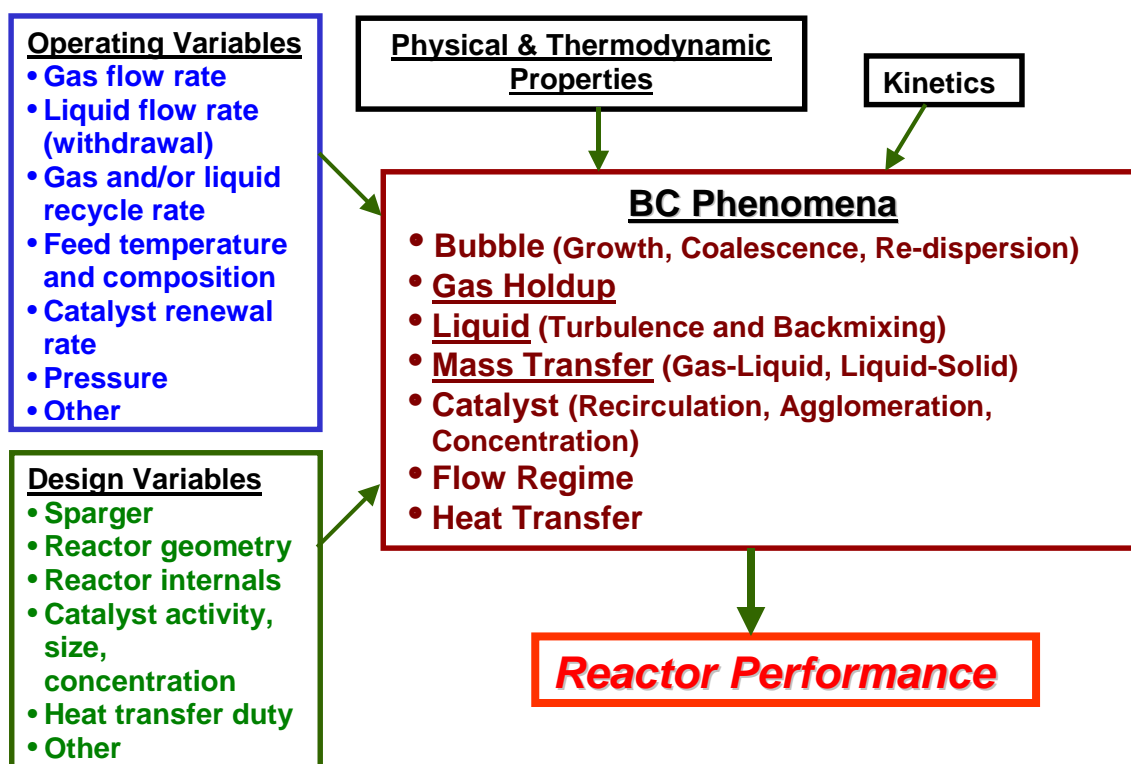 Operating Variables
• Gas flow rate
• Liquid flow rate
(withdrawal)
• Gas and/or liquid
recycle rate
• Feed temperature
and composition
• Catalyst renewal
rate
• Pressure
• Other
Physical & Thermodynamic
Properties
Kinetics
BC Phenomena
• Bubble (Growth, Coalescence, Re-dispersion)
• Gas Holdup
• Liquid (Turbulence and Backmixing)
• Mass Transfer (Gas-Liquid, Liquid-Solid)
• Catalyst (Recirculation, Agglomeration,
Concentration)
• Flow Regime
• Heat Transfer
Design Variables
• Sparger
• Reactor geometry
• Reactor internals
• Catalyst activity,
size,
concentration
• Heat transfer duty
• Other
Reactor Performance